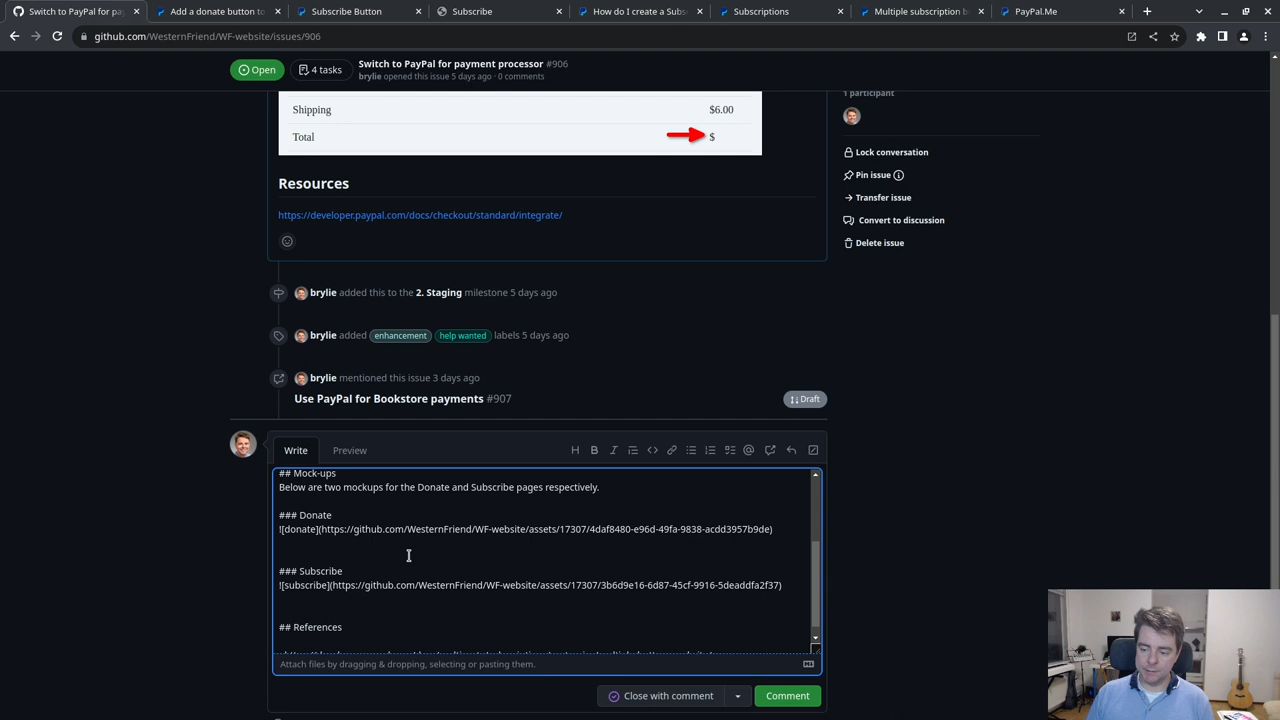 Switch to PayPal for pay
Add a donate button to
Subscribe Button
Subscribe
How do I create a Subs
Subscriptions
Multiple subscription b
PayPal.Me
github.com/WesternFriend/WF-website/issues/906
Open
4 tasks
Switch to PayPal for payment processor #906
brylie opened this issue 5 days ago · 0 comments
1 participant
Shipping $6.00
Total $
Lock conversation
Pin issue
Transfer issue
Convert to discussion
Delete issue
Resources
https://developer.paypal.com/docs/checkout/standard/integrate/
brylie added this to the 2. Staging milestone 5 days ago
brylie added enhancement help wanted labels 5 days ago
brylie mentioned this issue 3 days ago
Use PayPal for Bookstore payments #907
Draft
Write
Preview
## Mock-ups
Below are two mockups for the Donate and Subscribe pages respectively.
### Donate
![donate](https://github.com/WesternFriend/WF-website/assets/17307/4daf8480-e96d-49fa-9838-acdd3957b9de)
### Subscribe
![subscribe](https://github.com/WesternFriend/WF-website/assets/17307/3b6d9e16-6d87-45cf-9916-5deaddfa2f37)
## References
Attach files by dragging & dropping, selecting or pasting them.
Close with comment
Comment